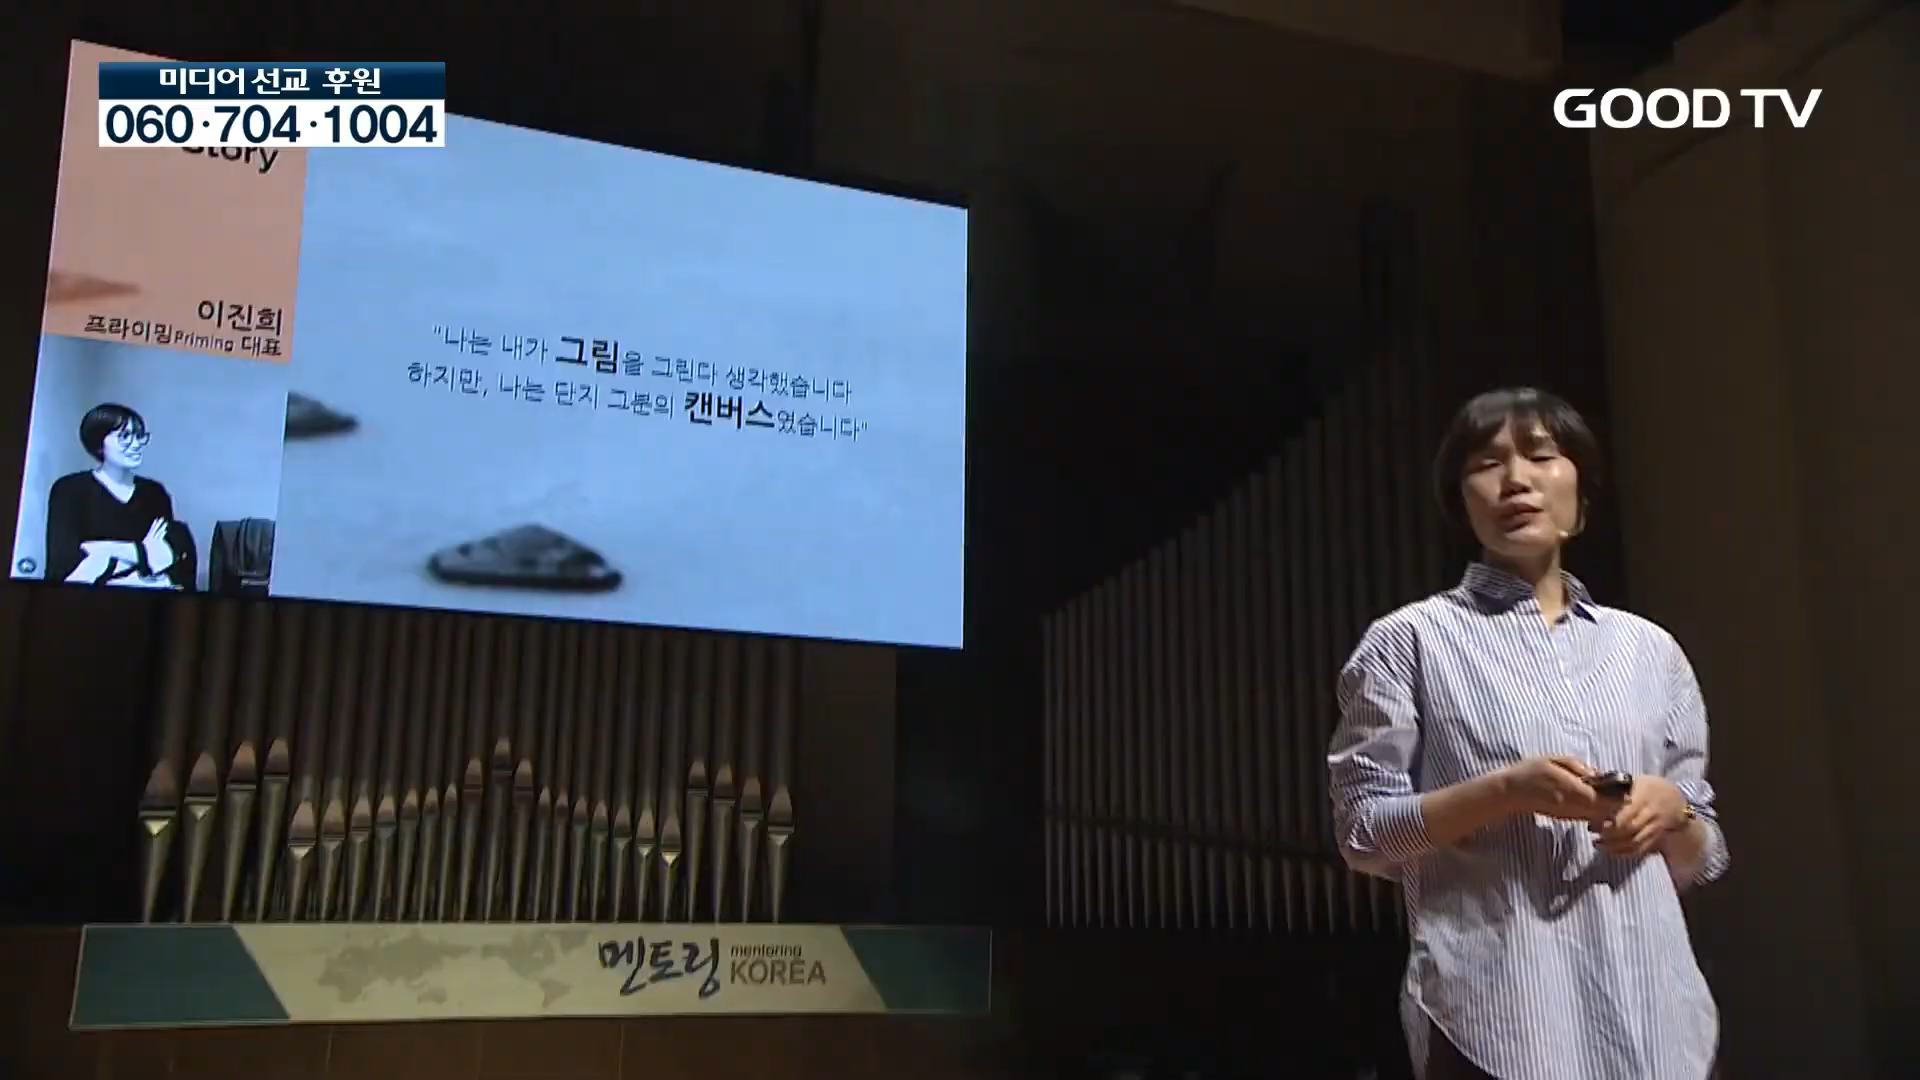 미디어 선교 후원
060·704·1004
GOOD TV
Story
이진희
프라이밍Priming 대표
"나는 내가 그림을 그린다 생각했습니다
하지만, 나는 단지 그분의 캔버스였습니다"
멘토링 mentoring
KOREA